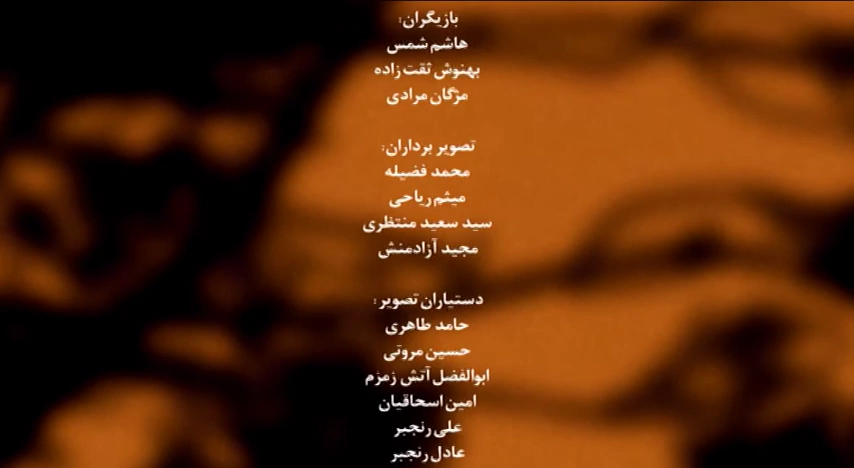 بازیگران:
هاشم شمس
بهنوش ثقت زاده
مژگان مرادی
تصویر برداران:
محمد فضیله
میثم ریاحی
سید سعید منتظری
مجید آزادمنش
دستیاران تصویر:
حامد طاهری
حسین مروتی
ابوالفضل آتش زمزم
امین اسحاقیان
علی رنجبر
عادل رنجبر